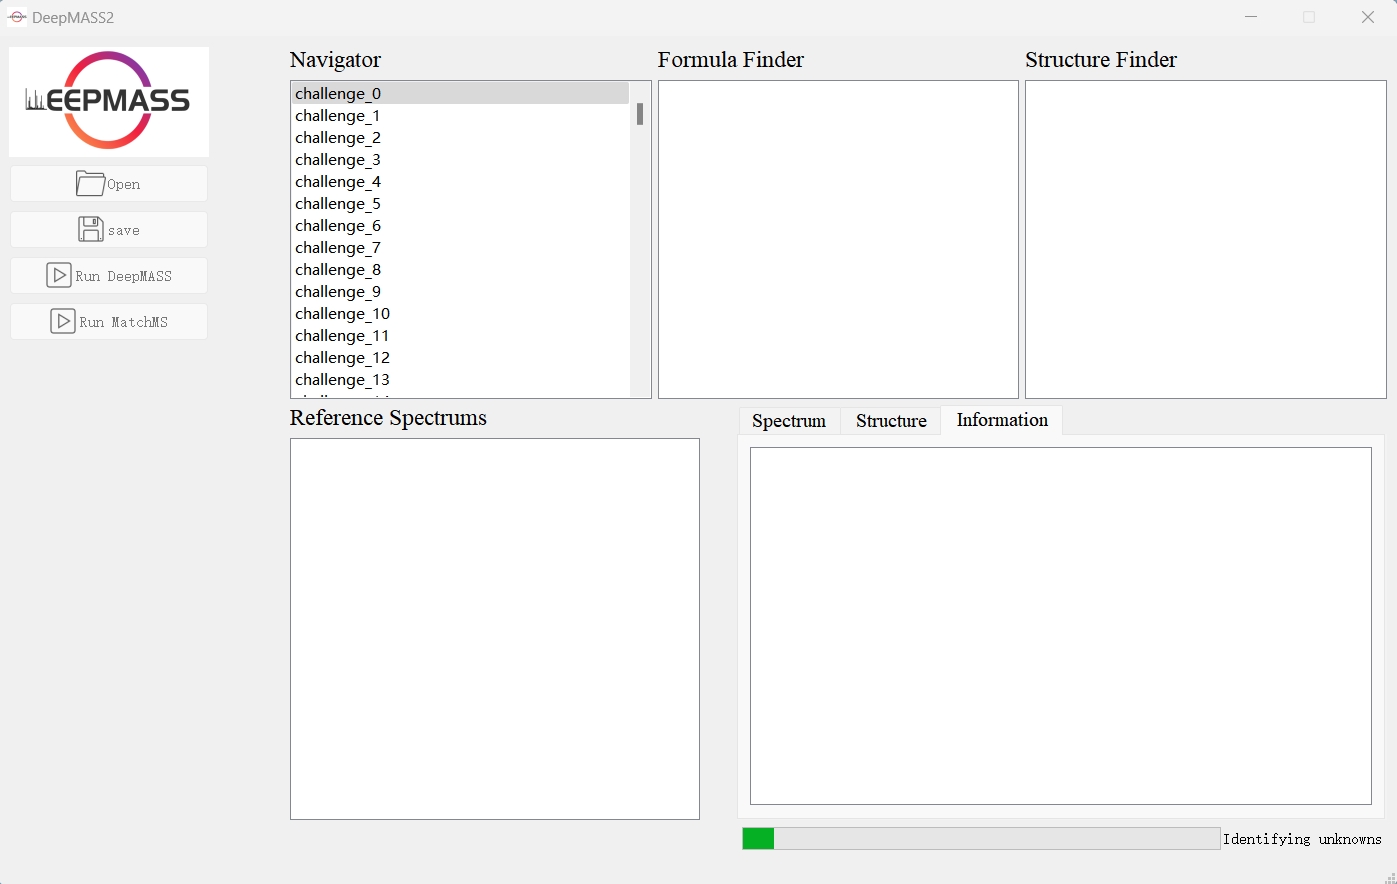 DeepMASS2
EEPMASS
Open
save
Run DeepMASS
Run MatchMS
Navigator
challenge_0
challenge_1
challenge_2
challenge_3
challenge_4
challenge_5
challenge_6
challenge_7
challenge_8
challenge_9
challenge_10
challenge_11
challenge_12
challenge_13
Formula Finder
Structure Finder
Reference Spectrums
Spectrum
Structure
Information
Identifying unknowns